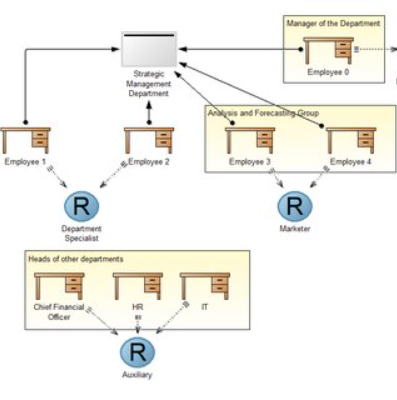 Manager of the Department
Employee 0
Strategic
Management
Department
Analysis and Forecasting Group
Employee 1
Employee 2
Employee 3
Employee 4
R
R
Department
Specialist
Marketer
Heads of other departments
Chief Financial
Officer
HR
IT
R
Auxiliary